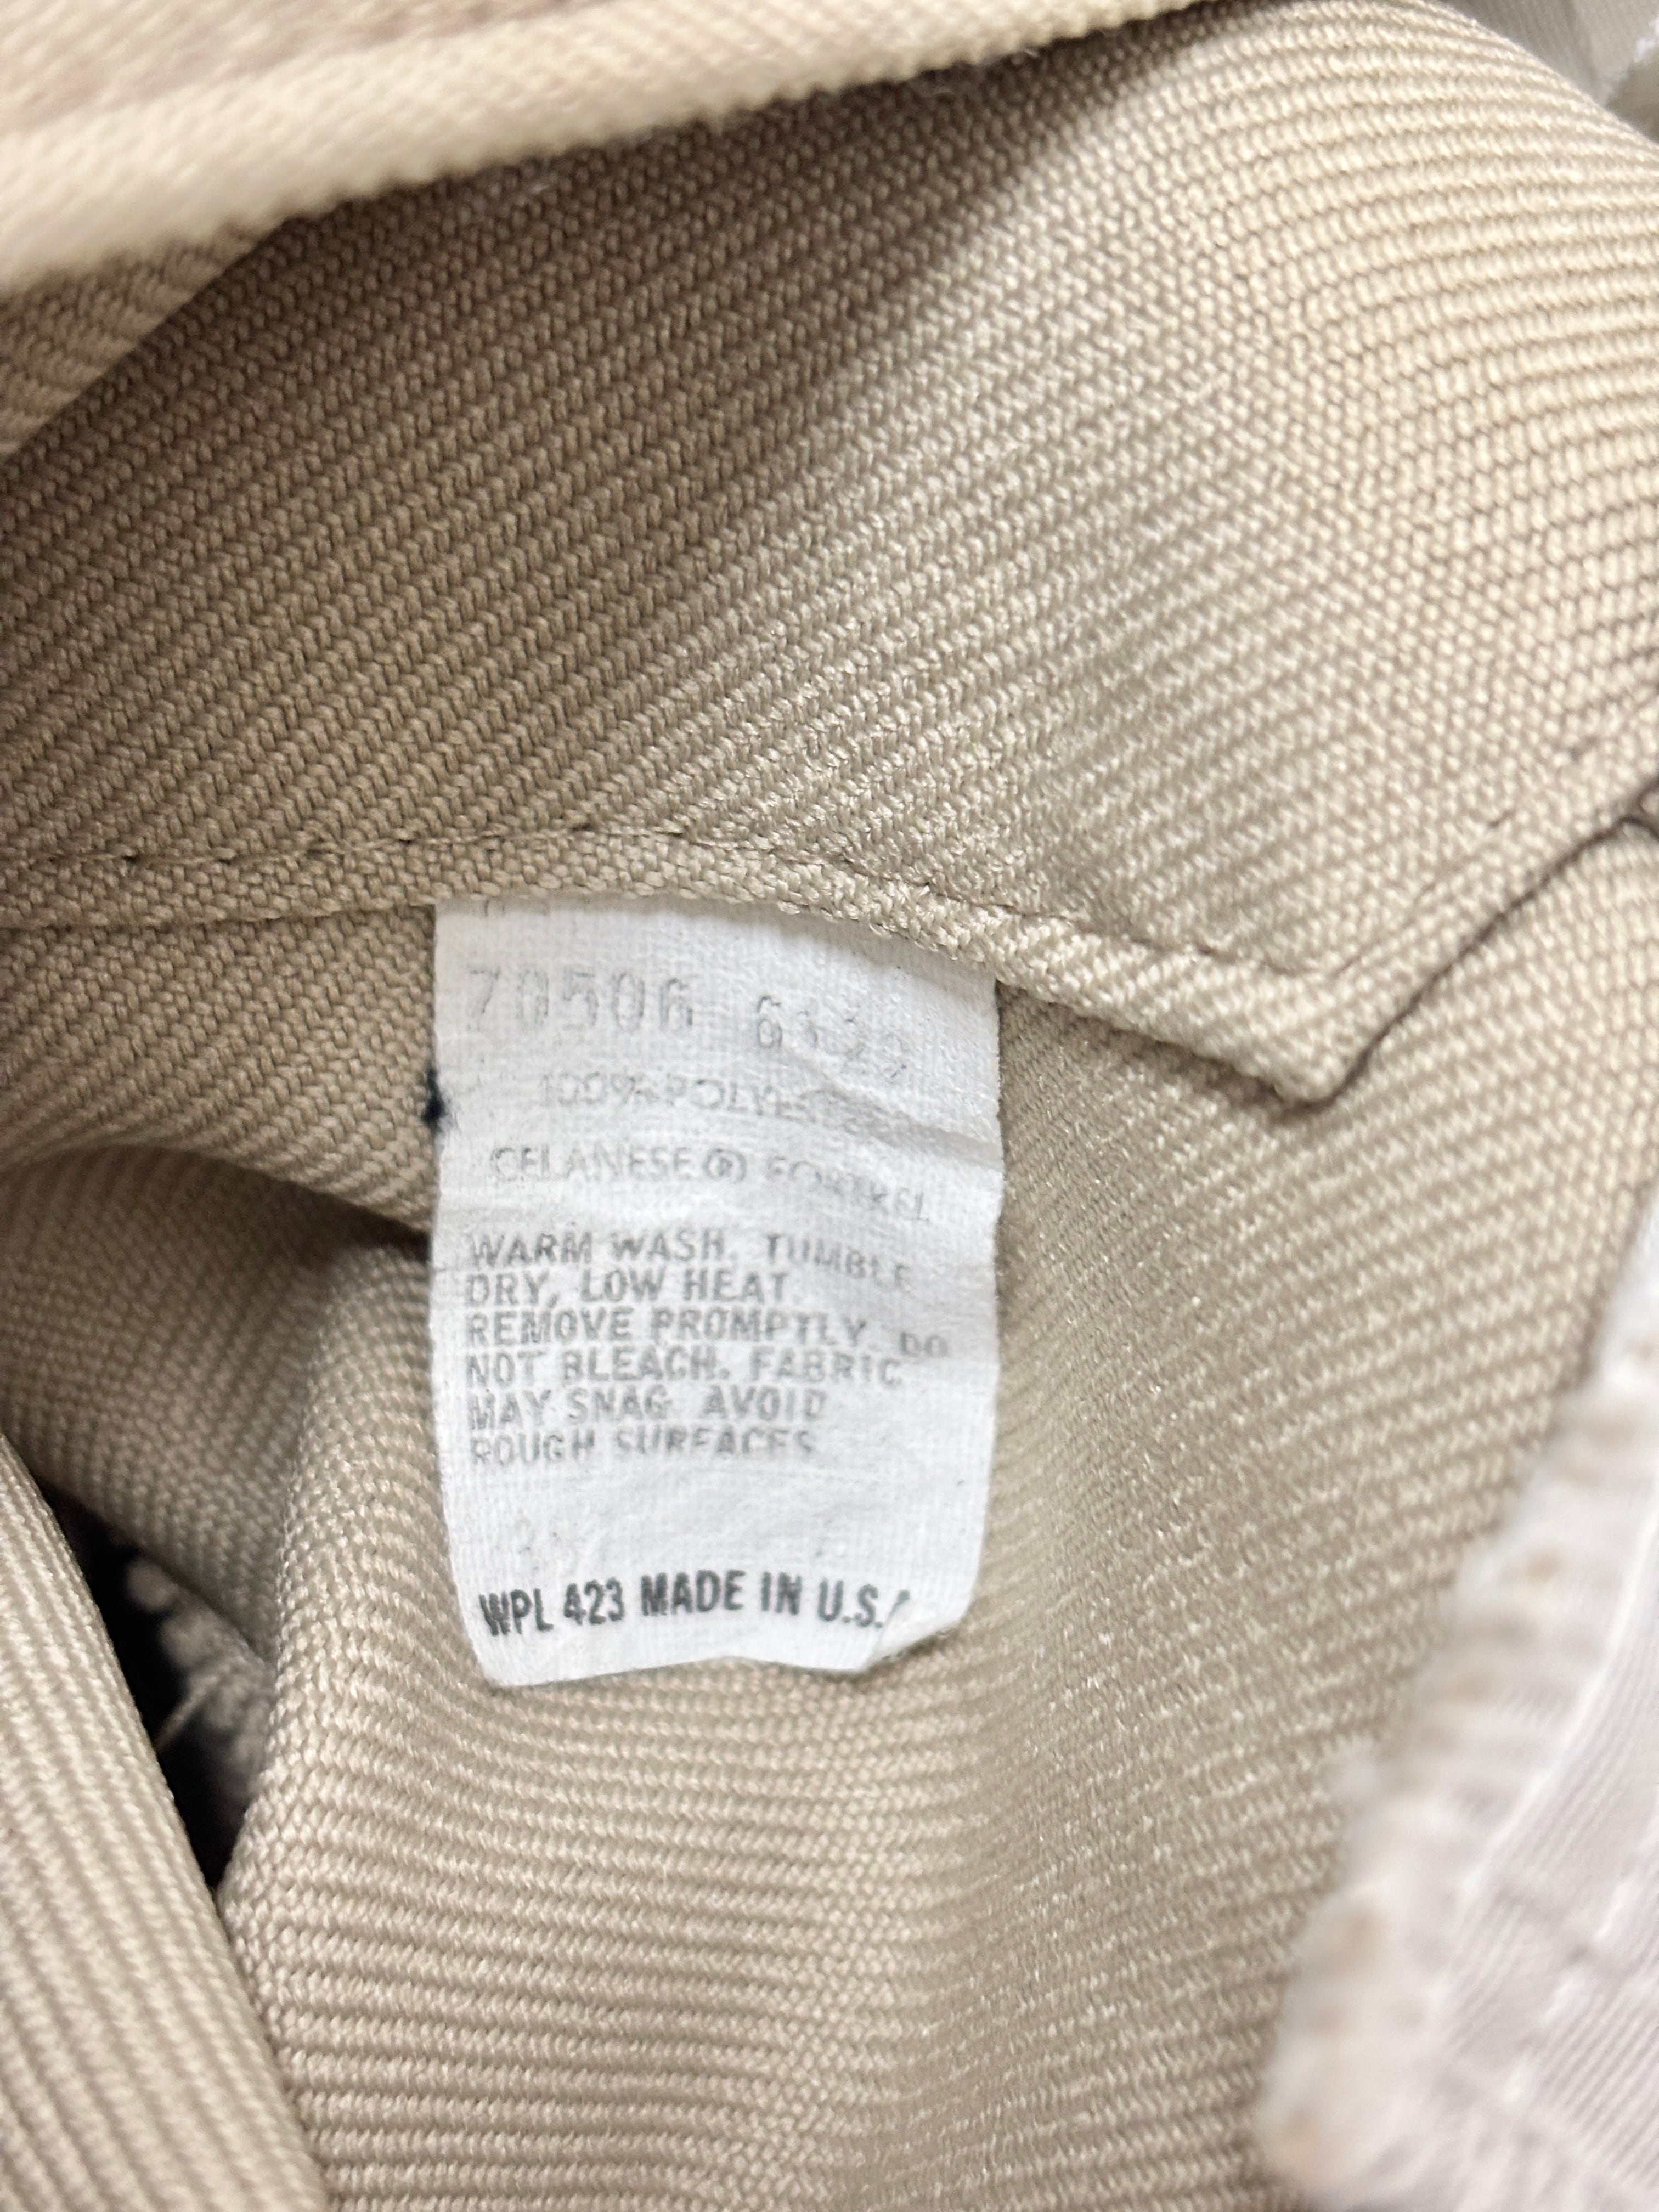 70506
100% POLYESTER
CELANESE ® FORTREL
WARM WASH. TUMBLE
DRY, LOW HEAT.
REMOVE PROMPTLY. DO
NOT BLEACH. FABRIC
MAY SNAG. AVOID
ROUGH SURFACES
WPL 423 MADE IN U.S.A